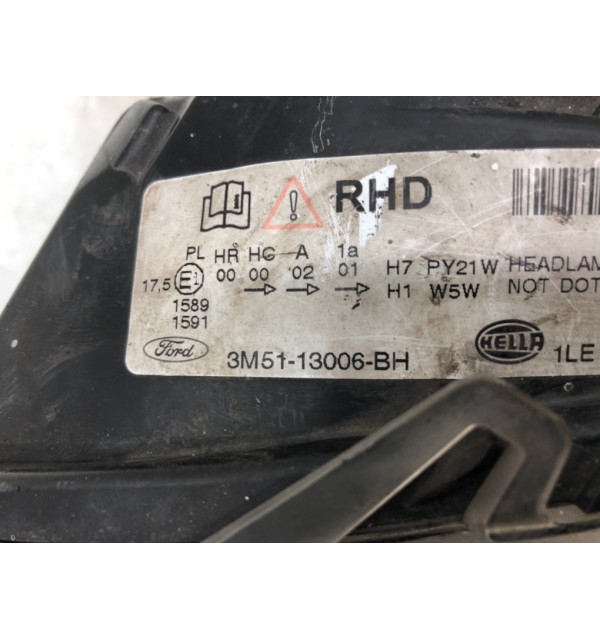 RHD
PL HR HC A 1a
17,5 E1 00 00 02 01 H7 PY21W HEADLAM
→ → → H1 W5W NOT DOT
1589
1591
Ford 3M51-13006-BH HELLA 1LE